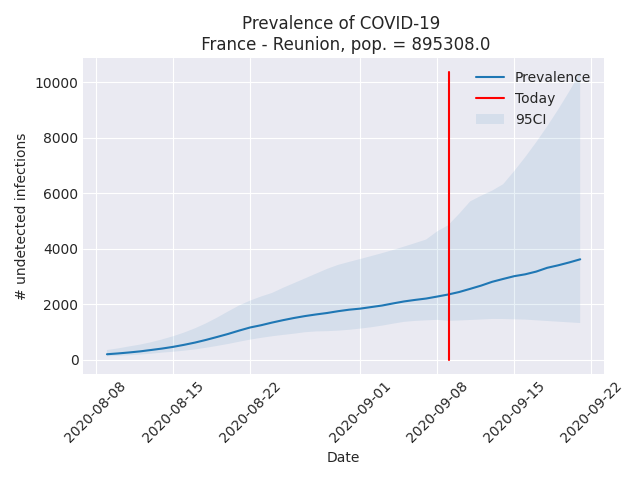 Prevalence of COVID-19
France - Reunion, pop. = 895308.0
Prevalence
Today
95CI
# undetected infections
10000
8000
6000
4000
2000
0
2020-08-08
2020-08-15
2020-08-22
2020-09-01
2020-09-08
2020-09-15
2020-09-22
Date